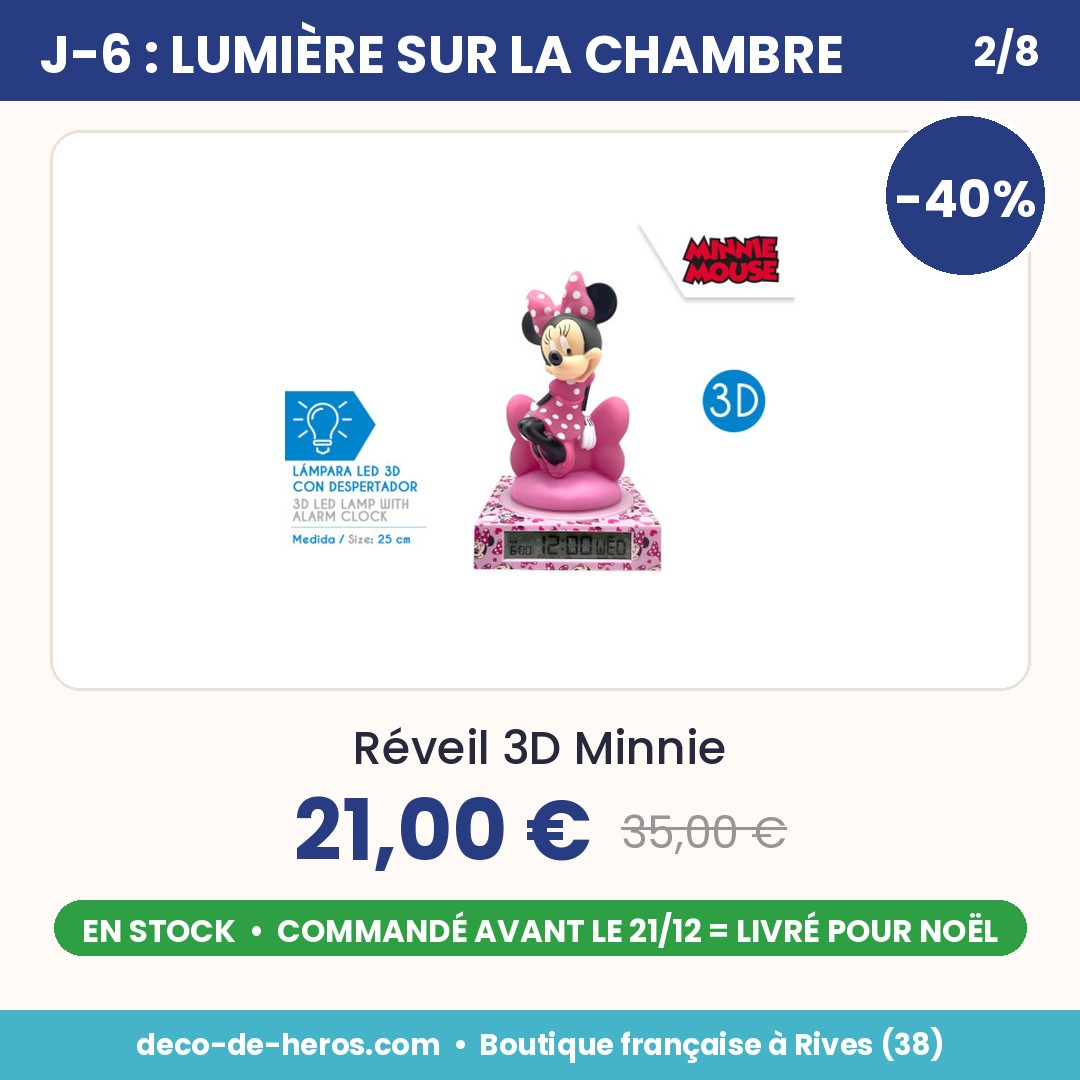 J-6 : LUMIÈRE SUR LA CHAMBRE
2/8
-40%
MINNIE
MOUSE
3D
LÁMPARA LED 3D
CON DESPERTADOR
3D LED LAMP WITH
ALARM CLOCK
Medida / Size: 25 cm
6:00 12:00 WED
Réveil 3D Minnie
21,00 € 35,00 €
EN STOCK • COMMANDÉ AVANT LE 21/12 = LIVRÉ POUR NOËL
deco-de-heros.com • Boutique française à Rives (38)